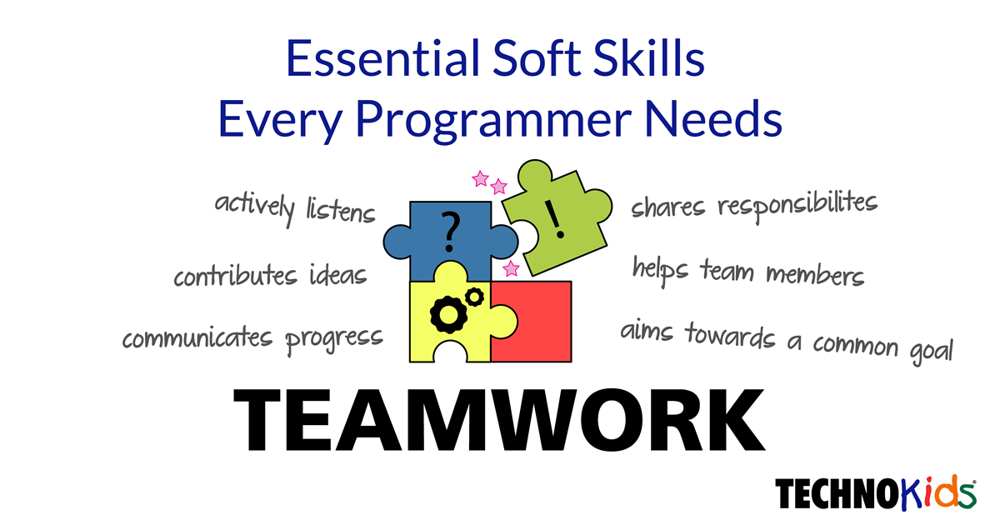 Essential Soft Skills
Every Programmer Needs
actively listens
contributes ideas
communicates progress
?
!
shares responsibilites
helps team members
aims towards a common goal
TEAMWORK
TECHNOKids®